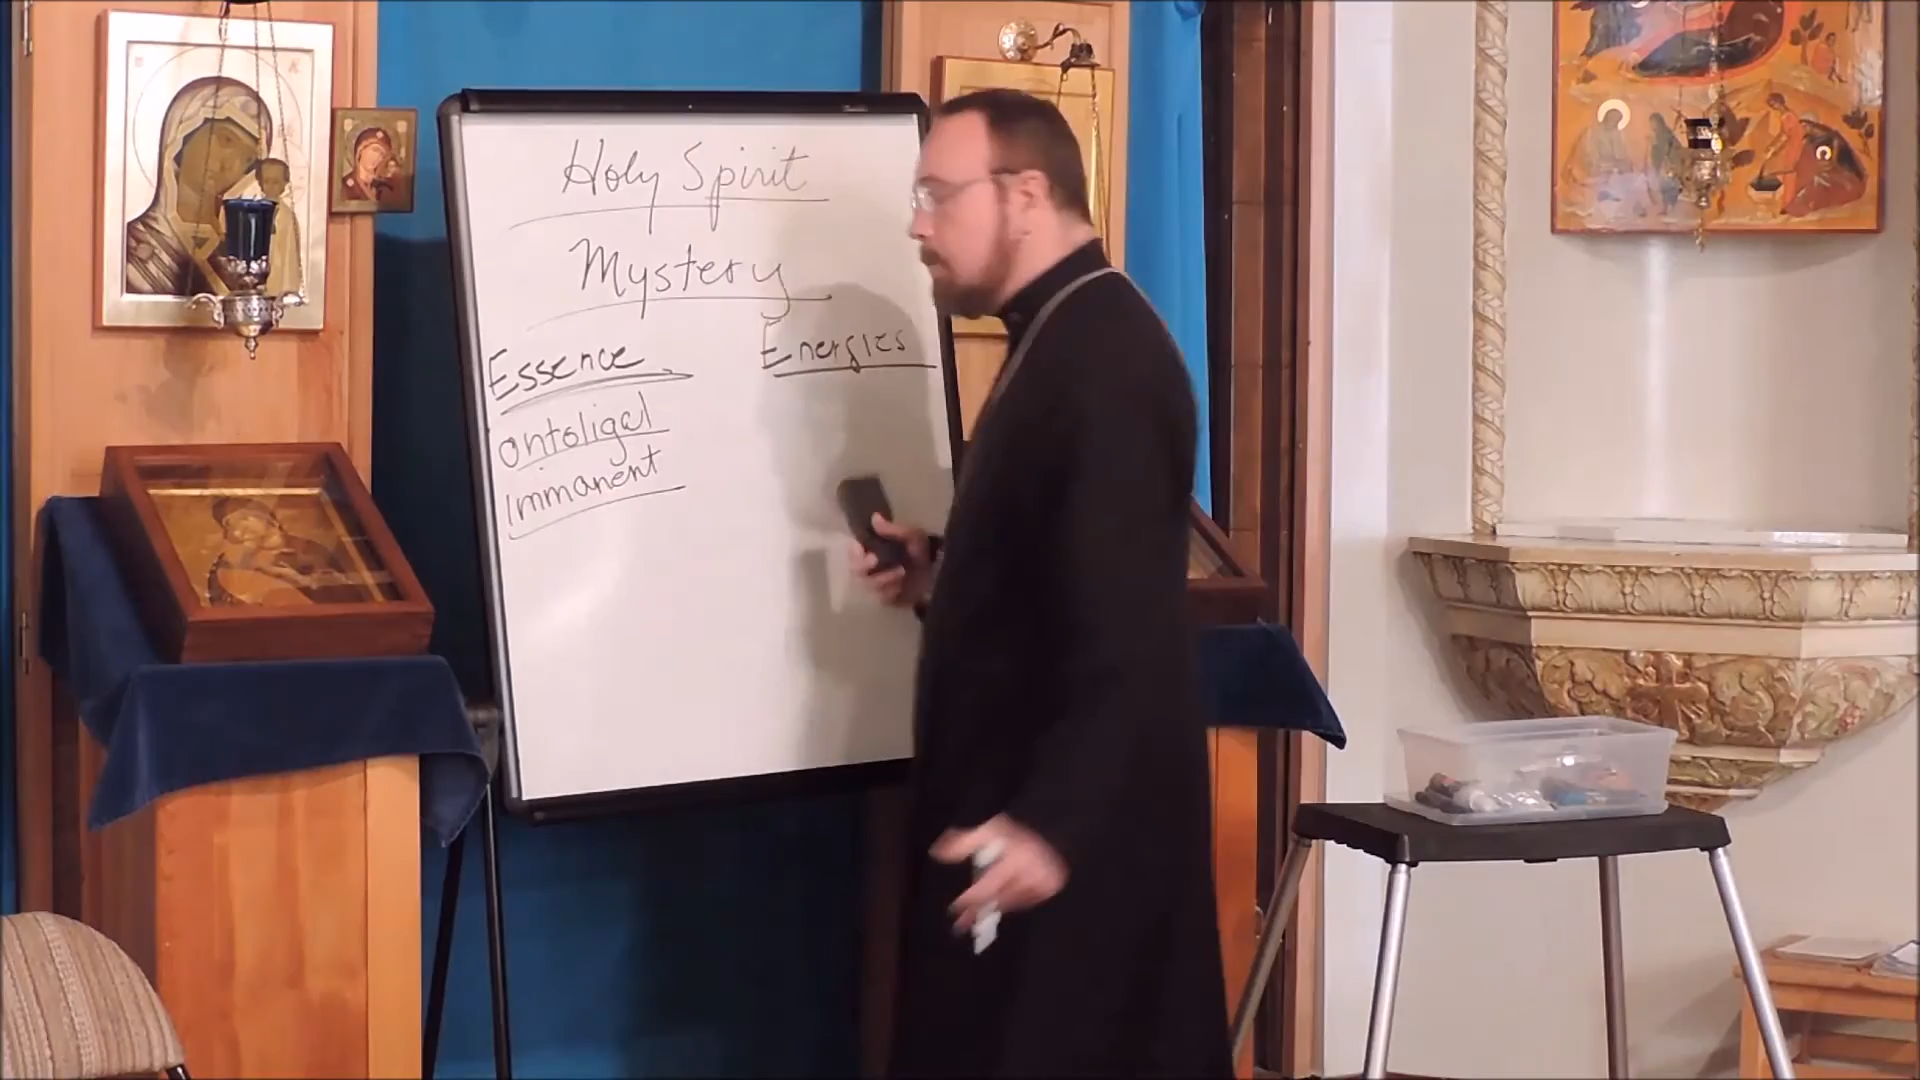 Holy Spirit
Mystery
Essence
Energies
ontoligal
Immanent